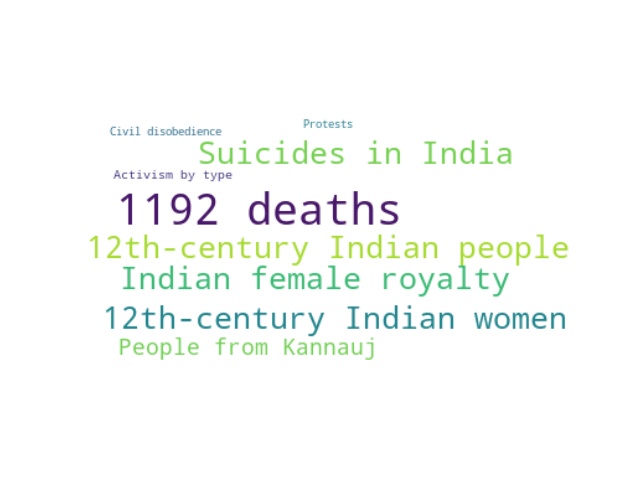 Protests
Civil disobedience
Suicides in India
Activism by type
1192 deaths
12th-century Indian people
Indian female royalty
12th-century Indian women
People from Kannauj